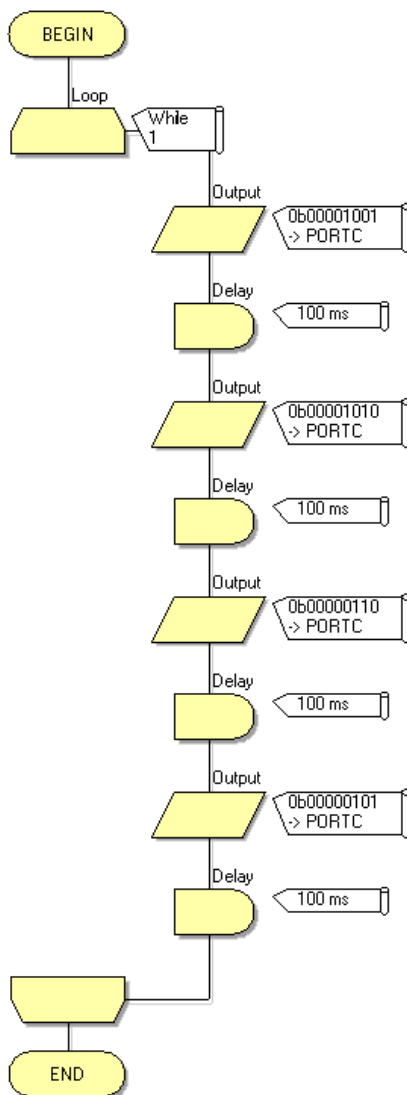 BEGIN
Loop
While
1
Output
0b00001001
-> PORTC
Delay
100 ms
Output
0b00001010
-> PORTC
Delay
100 ms
Output
0b00000110
-> PORTC
Delay
100 ms
Output
0b00000101
-> PORTC
Delay
100 ms
END